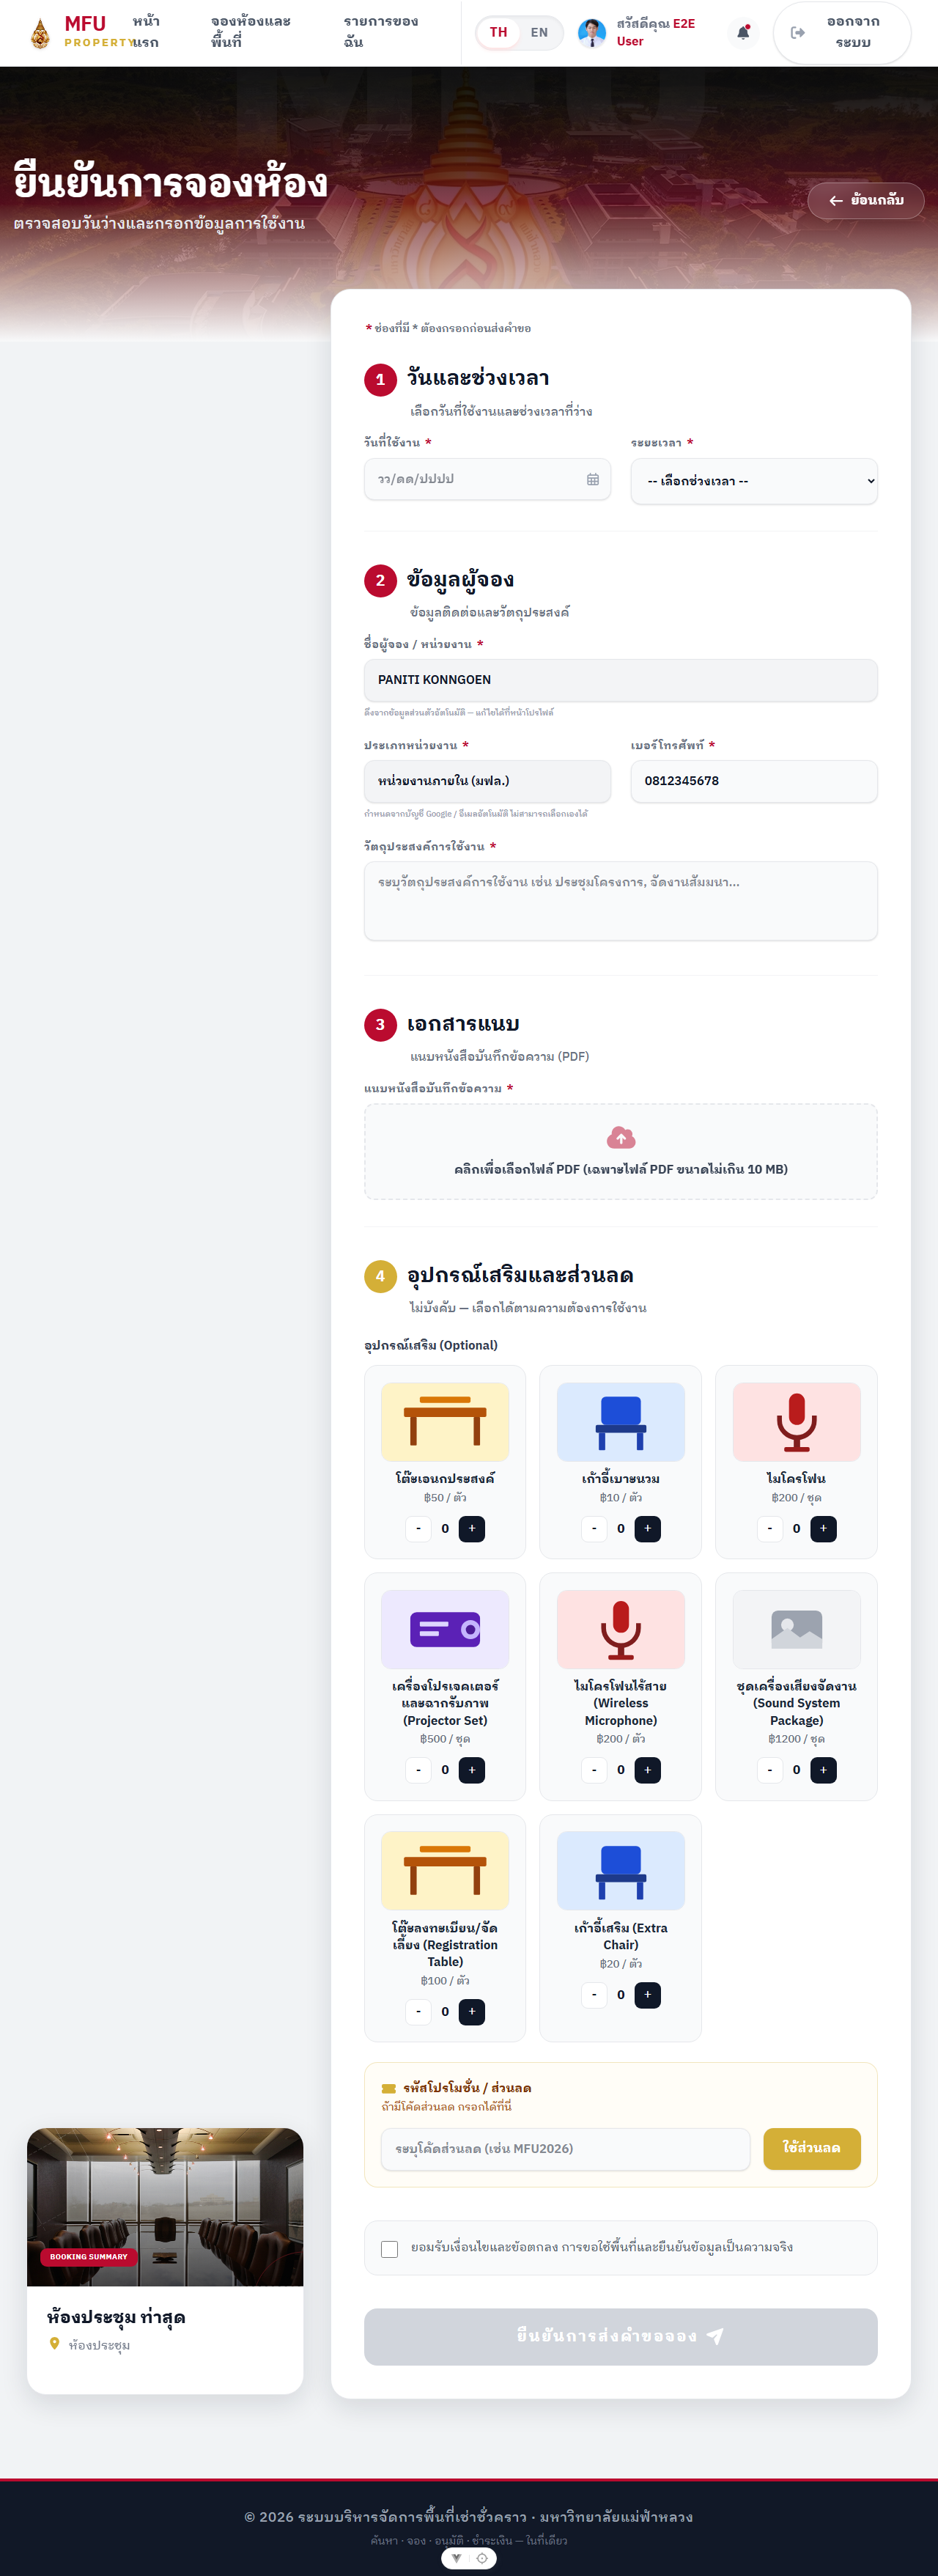 MFU
PROPERTY
หน้า
แรก
จองห้องและ
พื้นที่
รายการของ
ฉัน
TH EN
สวัสดีคุณ E2E
User
ออกจาก
ระบบ
ยืนยันการจองห้อง
ตรวจสอบวันว่างและกรอกข้อมูลการใช้งาน
ย้อนกลับ
* ช่องที่มี * ต้องกรอกก่อนส่งคำขอ
1 วันและช่วงเวลา
เลือกวันที่ใช้งานและช่วงเวลาที่ว่าง
วันที่ใช้งาน * ระยะเวลา *
วว/ดด/ปปปป -- เลือกช่วงเวลา --
2 ข้อมูลผู้จอง
ข้อมูลติดต่อและวัตถุประสงค์
ชื่อผู้จอง / หน่วยงาน *
PANITI KONNGOEN
ดึงจากข้อมูลส่วนตัวอัตโนมัติ — แก้ไขได้ที่หน้าโปรไฟล์
ประเภทหน่วยงาน * เบอร์โทรศัพท์ *
หน่วยงานภายใน (มฟล.) 0812345678
กำหนดจากบัญชี Google / อีเมลอัตโนมัติ ไม่สามารถเลือกเองได้
วัตถุประสงค์การใช้งาน *
ระบุวัตถุประสงค์การใช้งาน เช่น ประชุมโครงการ, จัดงานสัมมนา...
3 เอกสารแนบ
แนบหนังสือบันทึกข้อความ (PDF)
แนบหนังสือบันทึกข้อความ *
คลิกเพื่อเลือกไฟล์ PDF (เฉพาะไฟล์ PDF ขนาดไม่เกิน 10 MB)
4 อุปกรณ์เสริมและส่วนลด
ไม่บังคับ — เลือกได้ตามความต้องการใช้งาน
อุปกรณ์เสริม (Optional)
โต๊ะเอนกประสงค์
฿50 / ตัว
- 0 +
เก้าอี้เบาะนวม
฿10 / ตัว
- 0 +
ไมโครโฟน
฿200 / ชุด
- 0 +
เครื่องโปรเจคเตอร์
และฉากรับภาพ
(Projector Set)
฿500 / ชุด
- 0 +
ไมโครโฟนไร้สาย
(Wireless
Microphone)
฿200 / ตัว
- 0 +
ชุดเครื่องเสียงจัดงาน
(Sound System
Package)
฿1200 / ชุด
- 0 +
โต๊ะลงทะเบียน/จัด
เลี้ยง (Registration
Table)
฿100 / ตัว
- 0 +
เก้าอี้เสริม (Extra
Chair)
฿20 / ตัว
- 0 +
รหัสโปรโมชั่น / ส่วนลด
ถ้ามีโค้ดส่วนลด กรอกได้ที่นี่
ระบุโค้ดส่วนลด (เช่น MFU2026) ใช้ส่วนลด
ยอมรับเงื่อนไขและข้อตกลง การขอใช้พื้นที่และยืนยันข้อมูลเป็นความจริง
ยืนยันการส่งคำขอจอง
BOOKING SUMMARY
ห้องประชุม ท่าสุด
ห้องประชุม
© 2026 ระบบบริหารจัดการพื้นที่เช่าชั่วคราว · มหาวิทยาลัยแม่ฟ้าหลวง
ค้นหา · จอง · อนุมัติ · ชำระเงิน — ในที่เดียว